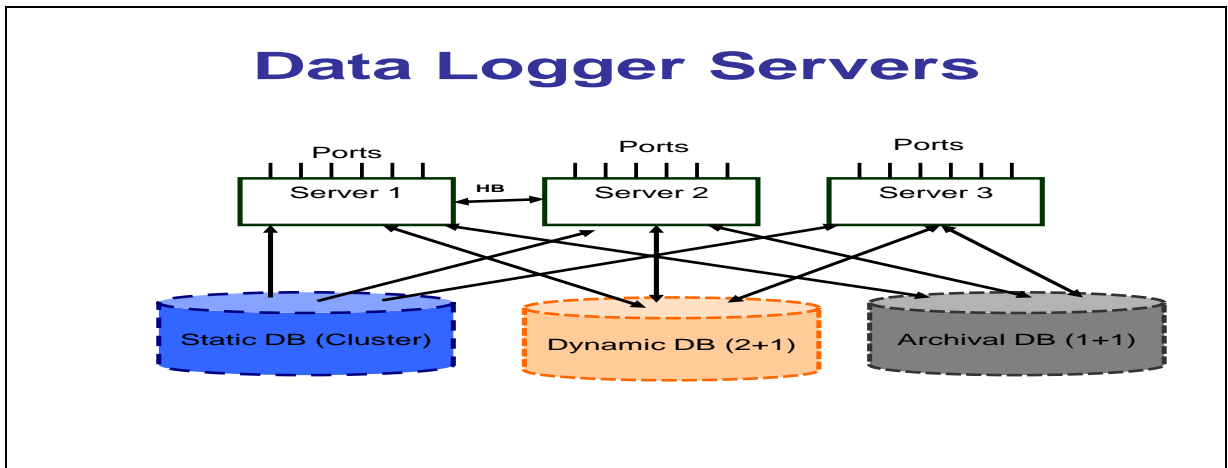 Data Logger Servers
Ports
Ports
Ports
Server 1
HB
Server 2
Server 3
Static DB (Cluster)
Dynamic DB (2+1)
Archival DB (1+1)